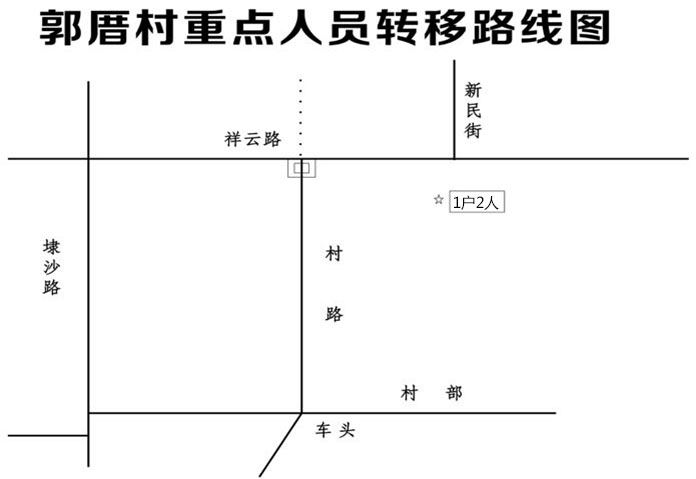 郭厝村重点人员转移路线图
新民街
祥云路
1户2人
埭沙路
村路
村部
车头